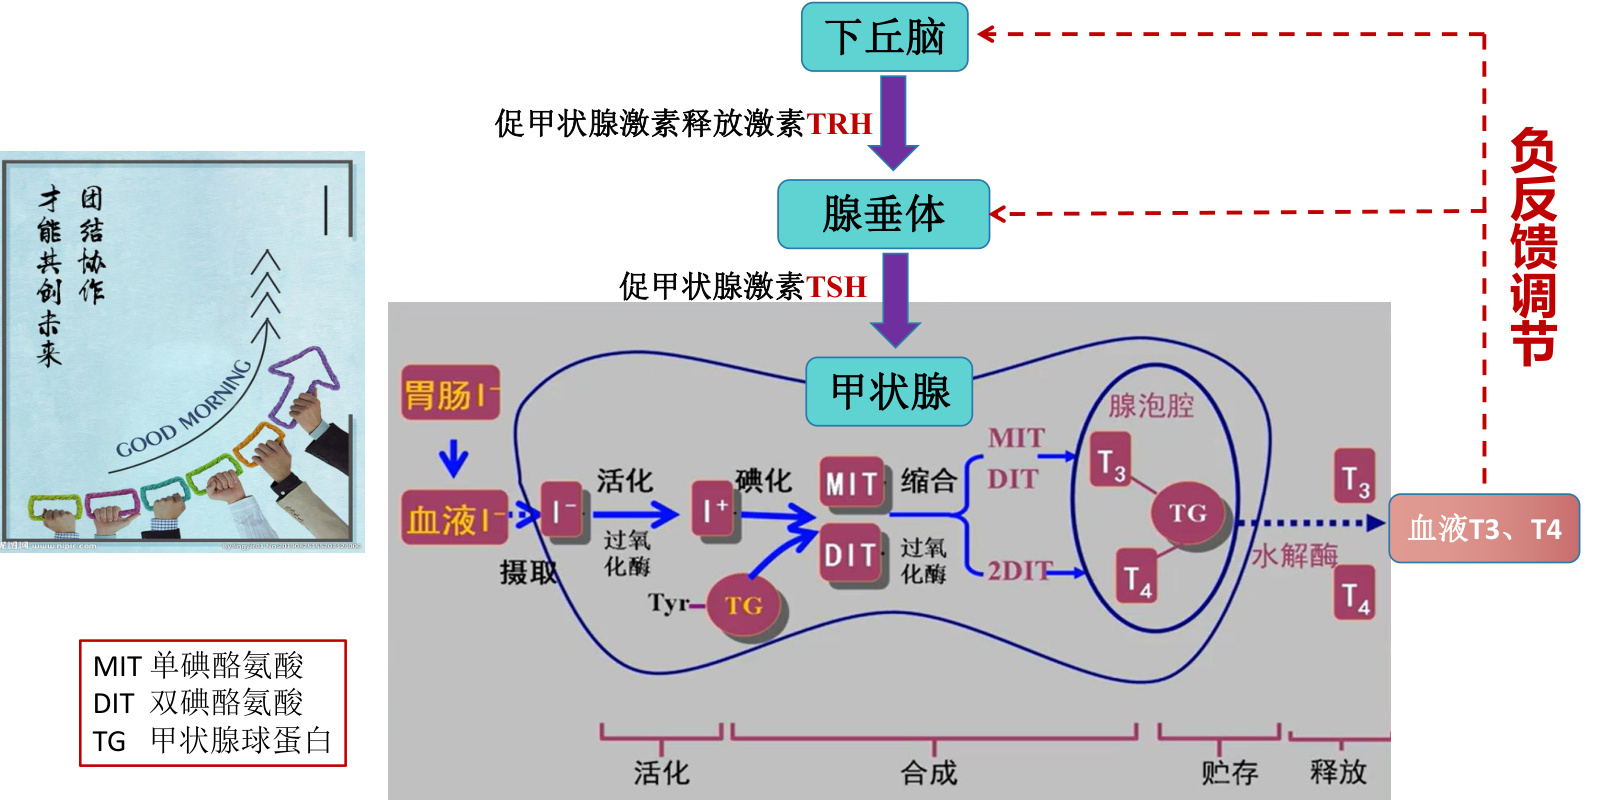 下丘脑
促甲状腺激素释放激素TRH
腺垂体
促甲状腺激素TSH
甲状腺
负反馈调节
团结协作
才能共创未来
GOOD MORNING
www.nipic.com
胃肠I⁻
血液I⁻
摄取
I⁻
活化
过氧
化酶
I⁺
碘化
Tyr
TG
MIT
DIT
缩合
过氧
化酶
MIT
DIT
2DIT
腺泡腔
T₃
TG
T₄
水解酶
T₃
T₄
血液T3、T4
活化
合成
贮存
释放
MIT 单碘酪氨酸
DIT 双碘酪氨酸
TG 甲状腺球蛋白